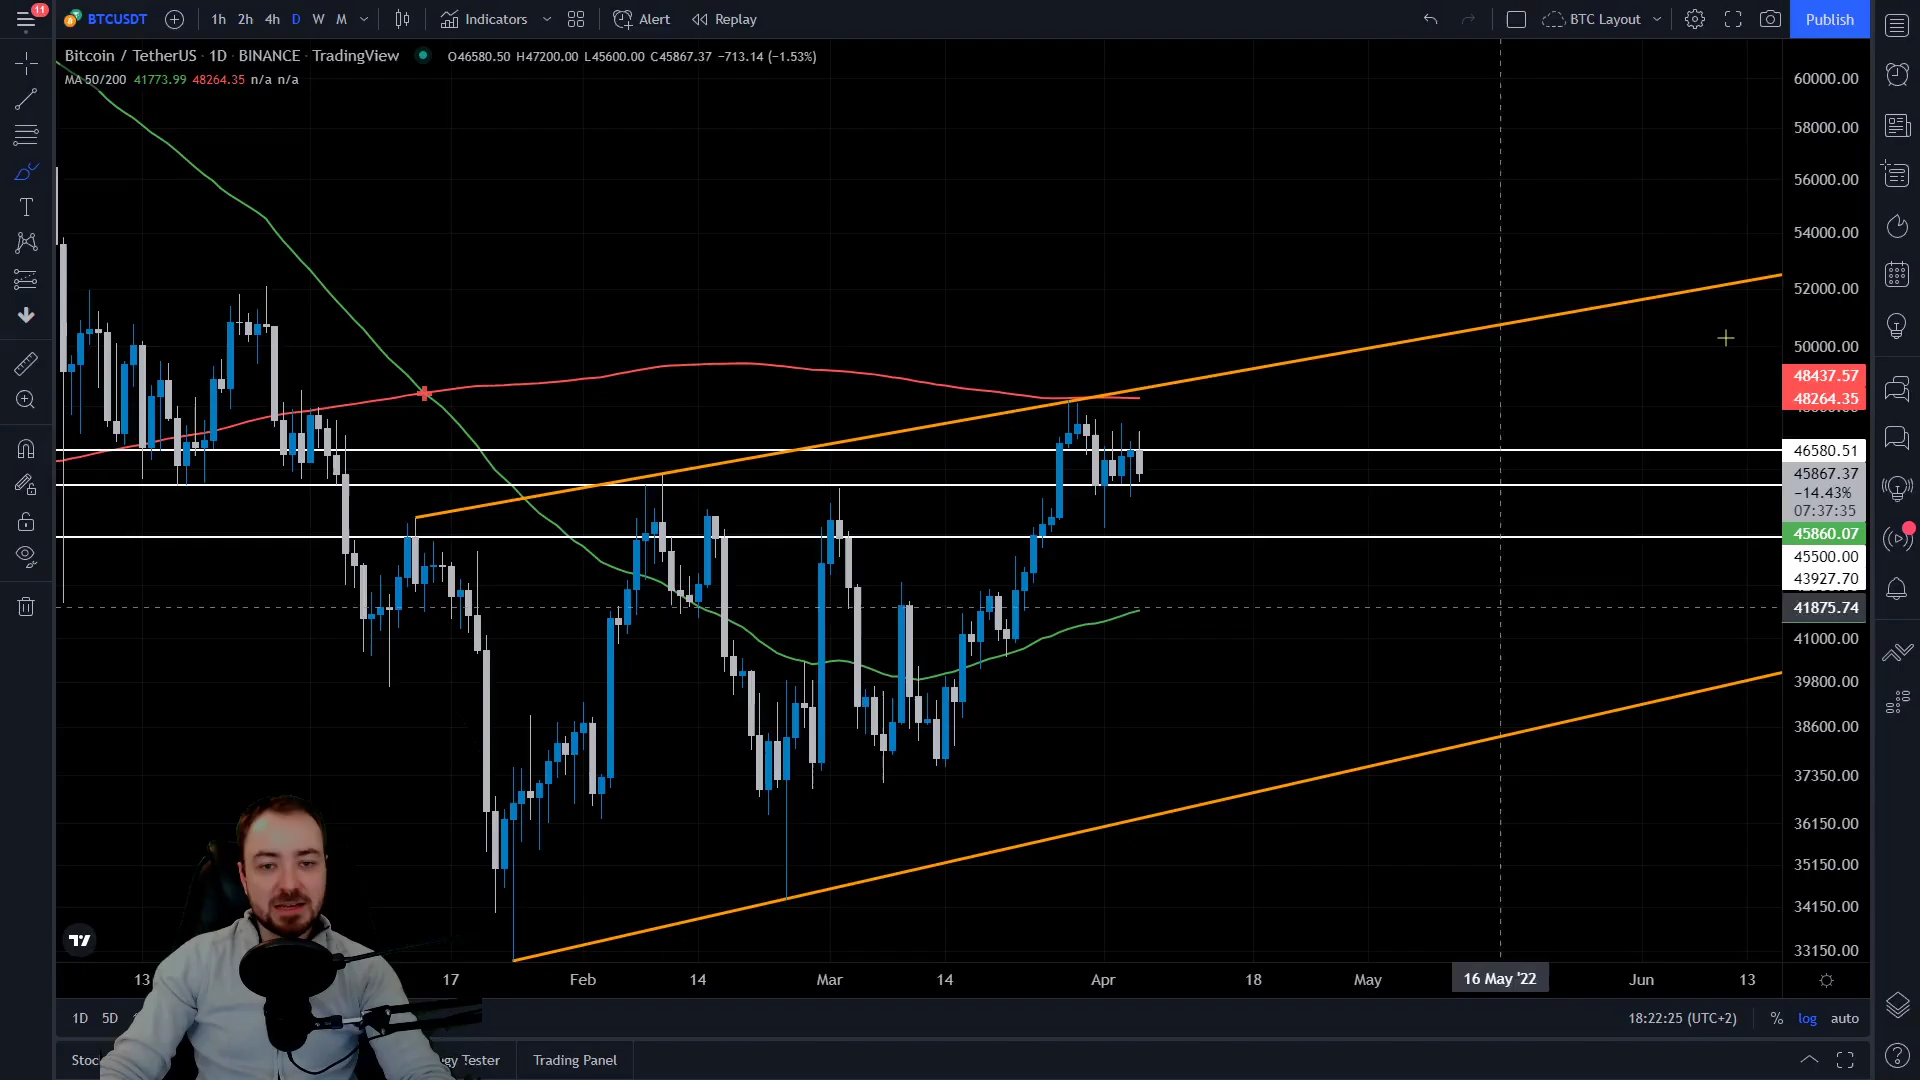 11
BTCUSDT
1h 2h 4h D W M
Indicators
Alert
Replay
BTC Layout
Publish
Bitcoin / TetherUS · 1D · BINANCE · TradingView
O46580.50 H47200.00 L45600.00 C45867.37 −713.14 (−1.53%)
MA 50/200 41773.99 48264.35 n/a n/a
60000.00
58000.00
56000.00
54000.00
52000.00
50000.00
48437.57
48264.35
46580.51
45867.37
−14.43%
07:37:35
45860.07
45500.00
43927.70
41875.74
41000.00
39800.00
38600.00
37350.00
36150.00
35150.00
34150.00
33150.00
13 17 Feb 14 Mar 14 Apr 18 May 16 May '22 Jun 13
1D 5D
18:22:25 (UTC+2)
% log auto
Stoc
gy Tester
Trading Panel